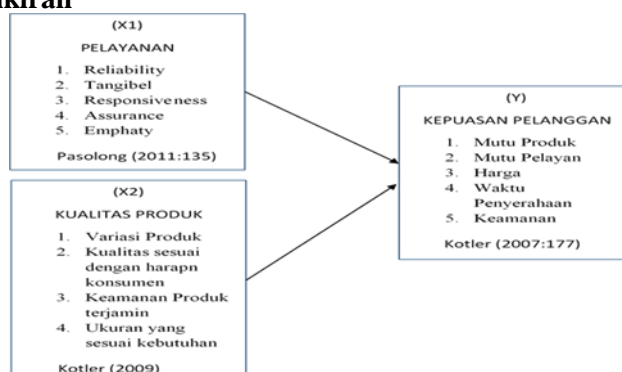 (X1)
PELAYANAN
1. Reliability
2. Tangibel
3. Responsiveness
4. Assurance
5. Emphaty
Pasolong (2011:135)
(X2)
KUALITAS PRODUK
1. Variasi Produk
2. Kualitas sesuai
dengan harapn
konsumen
3. Keamanan Produk
terjamin
4. Ukuran yang
sesuai kebutuhan
Kotler (2009)
(Y)
KEPUASAN PELANGGAN
1. Mutu Produk
2. Mutu Pelayan
3. Harga
4. Waktu
Penyerahaan
5. Keamanan
Kotler (2007:177)